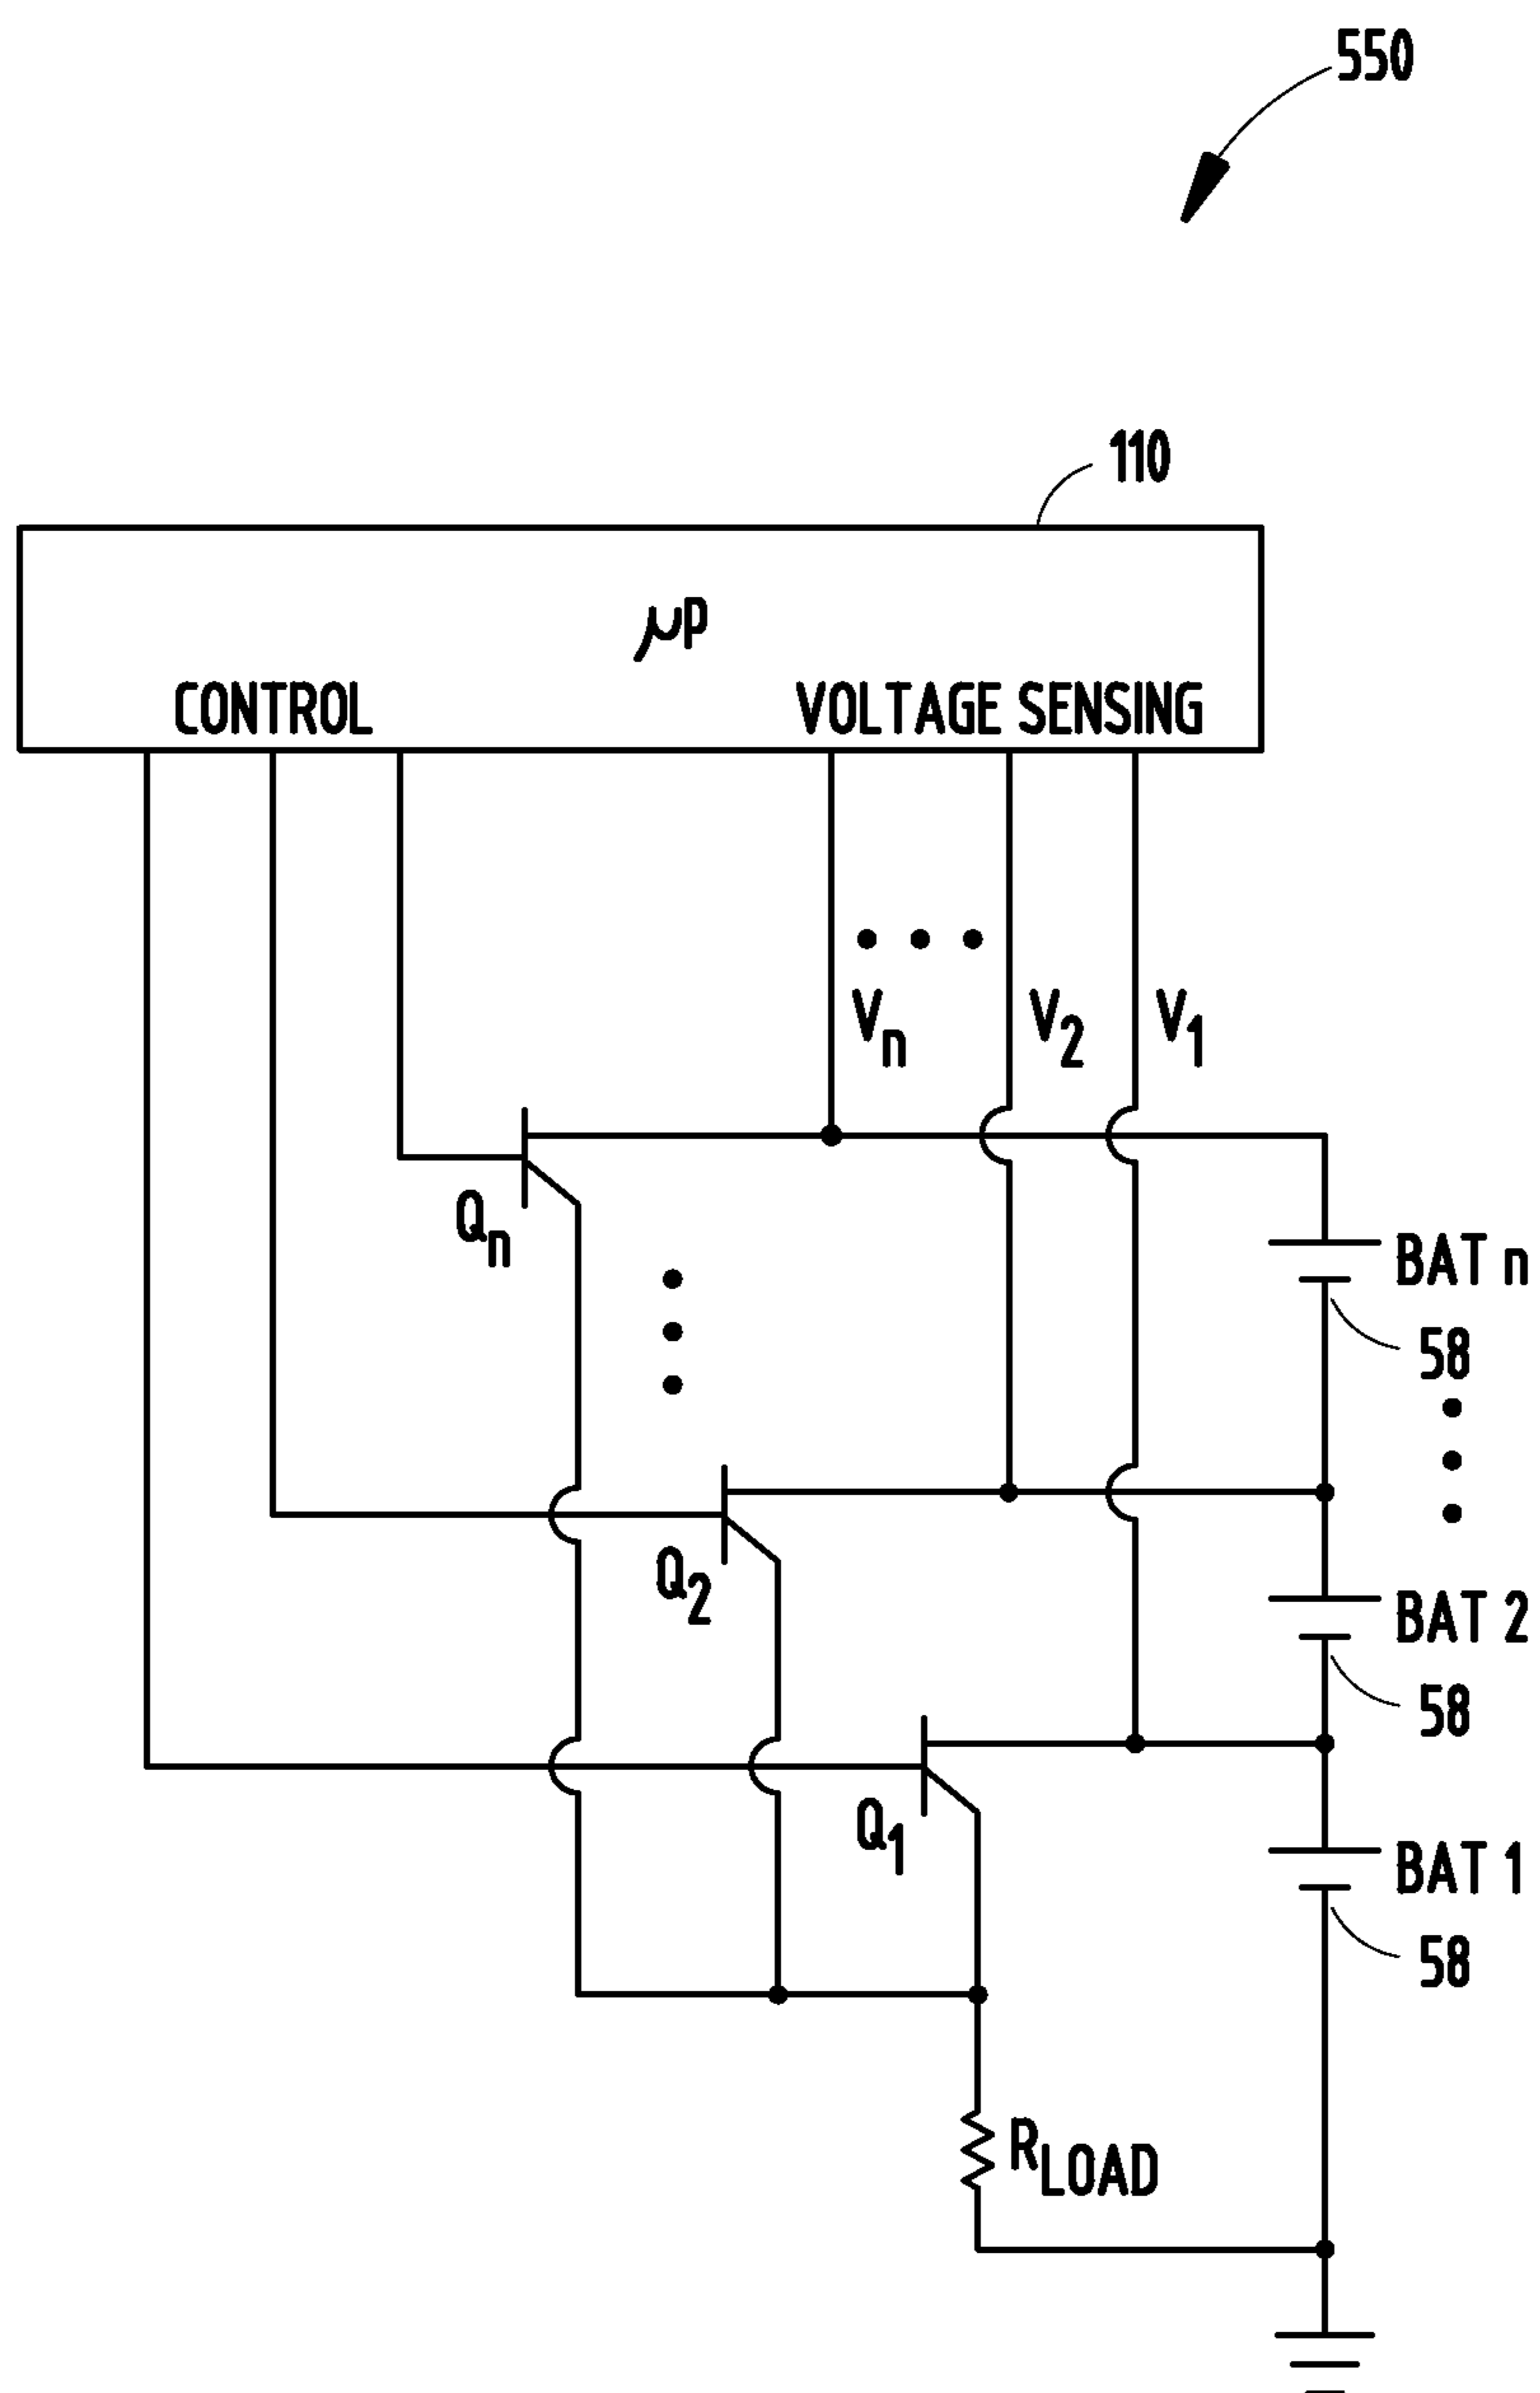 550
110
μP
CONTROL VOLTAGE SENSING
Vn V2 V1
Qn
BAT n
58
Q2
BAT 2
58
Q1
BAT 1
58
RLOAD